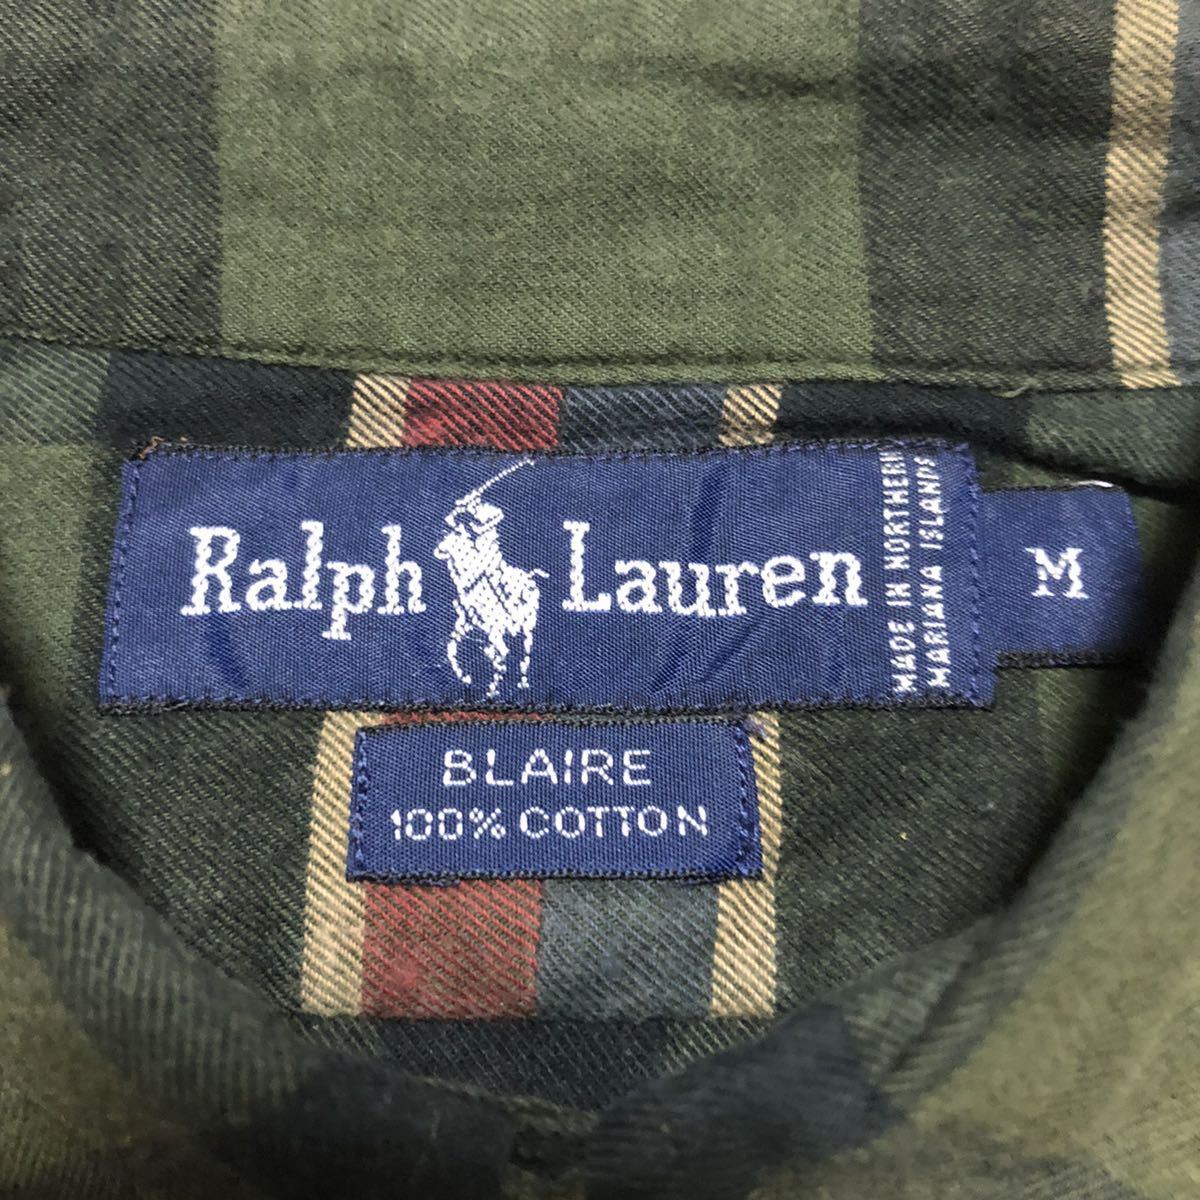 Ralph Lauren
MADE IN NORTHERN
MARIANA ISLANDS
M
BLAIRE
100% COTTON